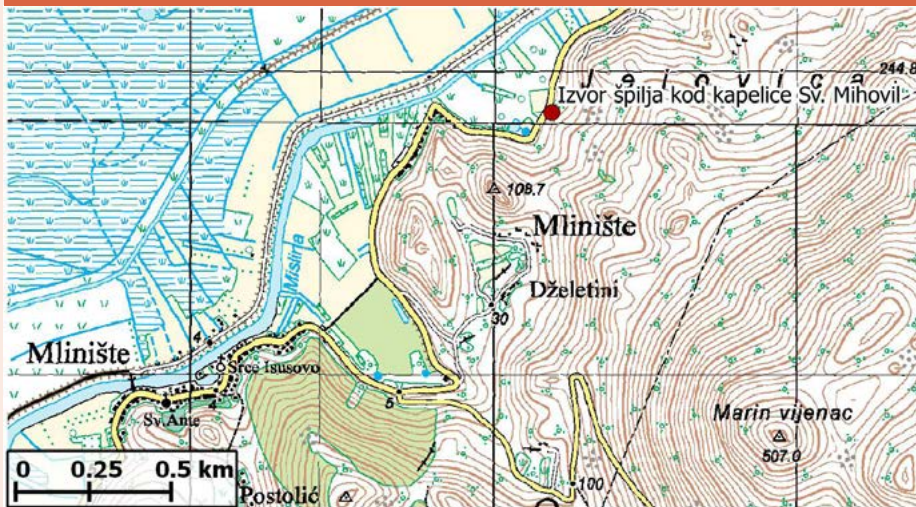 Jelovica
244.8
Izvor špilja kod kapelice Sv. Mihovil
108.7
Mlinište
Mislina
Dželetini
30
4
Mlinište
Srce Isusovo
5
Sv.Ante
4
Marin vijenac
507.0
0 0.25 0.5 km
Postolić
100